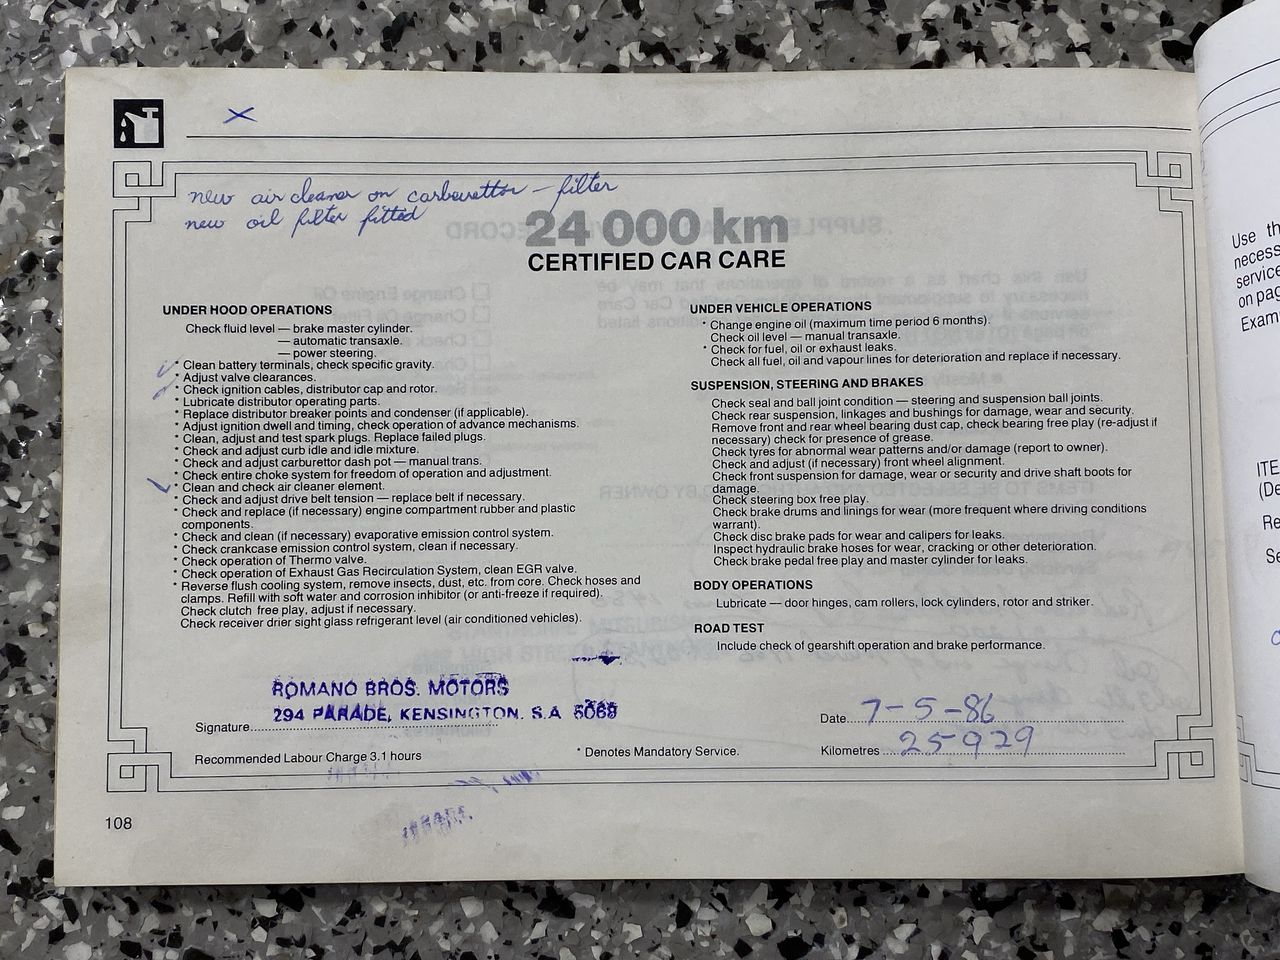 new air cleaner on carburettor - filter
new oil filter fitted
24 000 km
CERTIFIED CAR CARE
UNDER HOOD OPERATIONS
Check fluid level — brake master cylinder.
— automatic transaxle.
— power steering.
* Clean battery terminals, check specific gravity.
* Adjust valve clearances.
* Check ignition cables, distributor cap and rotor.
* Lubricate distributor operating parts.
* Replace distributor breaker points and condenser (if applicable).
* Adjust ignition dwell and timing, check operation of advance mechanisms.
* Clean, adjust and test spark plugs. Replace failed plugs.
* Check and adjust curb idle and idle mixture.
* Check and adjust carburettor dash pot — manual trans.
* Check entire choke system for freedom of operation and adjustment.
* Clean and check air cleaner element.
* Check and adjust drive belt tension — replace belt if necessary.
* Check and replace (if necessary) engine compartment rubber and plastic
components.
* Check and clean (if necessary) evaporative emission control system.
* Check crankcase emission control system, clean if necessary.
* Check operation of Thermo valve.
* Check operation of Exhaust Gas Recirculation System, clean EGR valve.
* Reverse flush cooling system, remove insects, dust, etc. from core. Check hoses and
clamps. Refill with soft water and corrosion inhibitor (or anti-freeze if required).
Check clutch free play, adjust if necessary.
Check receiver drier sight glass refrigerant level (air conditioned vehicles).
UNDER VEHICLE OPERATIONS
* Change engine oil (maximum time period 6 months).
Check oil level — manual transaxle.
* Check for fuel, oil or exhaust leaks.
Check all fuel, oil and vapour lines for deterioration and replace if necessary.
SUSPENSION, STEERING AND BRAKES
Check seal and ball joint condition — steering and suspension ball joints.
Check rear suspension, linkages and bushings for damage, wear and security.
Remove front and rear wheel bearing dust cap, check bearing free play (re-adjust if
necessary) check for presence of grease.
Check tyres for abnormal wear patterns and/or damage (report to owner).
Check and adjust (if necessary) front wheel alignment.
Check front suspension for damage, wear or security and drive shaft boots for
damage.
Check steering box free play.
Check brake drums and linings for wear (more frequent where driving conditions
warrant).
Check disc brake pads for wear and calipers for leaks.
Inspect hydraulic brake hoses for wear, cracking or other deterioration.
Check brake pedal free play and master cylinder for leaks.
BODY OPERATIONS
Lubricate — door hinges, cam rollers, lock cylinders, rotor and striker.
ROAD TEST
Include check of gearshift operation and brake performance.
ROMANO BROS. MOTORS
294 PARADE, KENSINGTON. S.A 5068
Signature
Date 7-5-86
Kilometres 25929
Recommended Labour Charge 3.1 hours
* Denotes Mandatory Service.
108
Use th
necess
service
on pag
Exam
ITE
(De
Re
Se